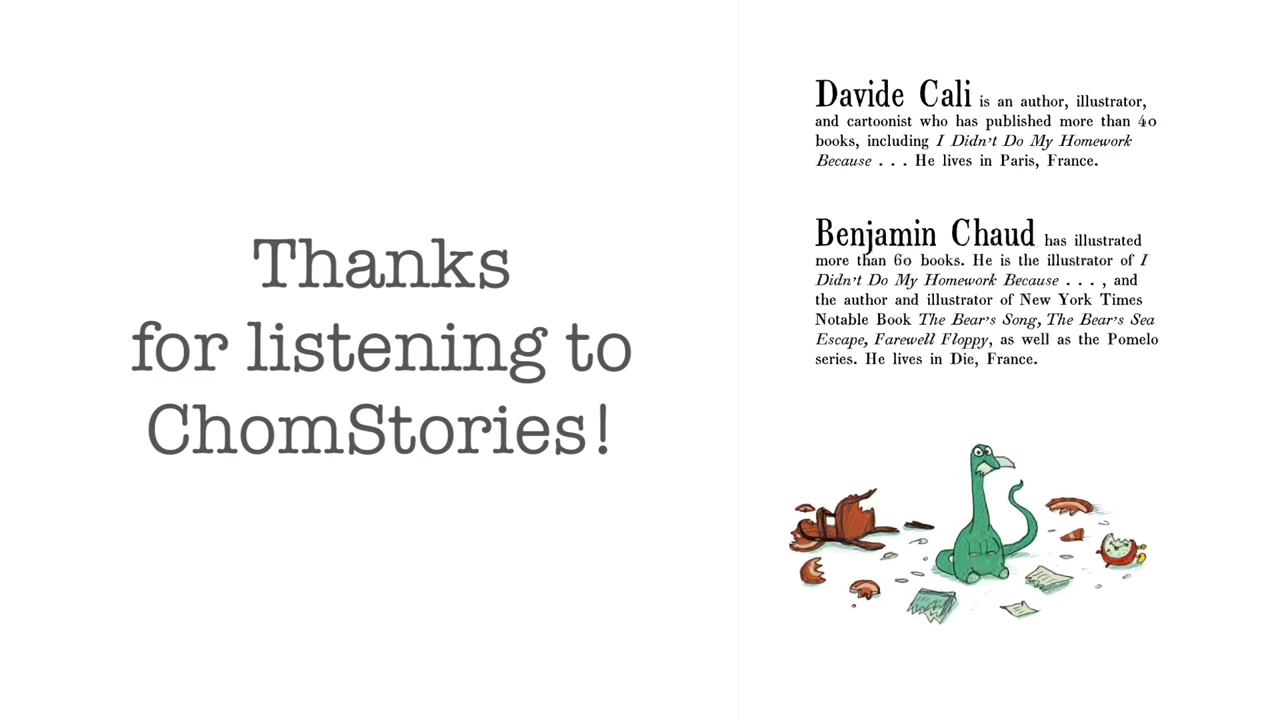 Thanks
for listening to
ChomStories!
Davide Cali is an author, illustrator,
and cartoonist who has published more than 40
books, including I Didn't Do My Homework
Because . . . He lives in Paris, France.
Benjamin Chaud has illustrated
more than 60 books. He is the illustrator of I
Didn't Do My Homework Because . . . , and
the author and illustrator of New York Times
Notable Book The Bear's Song, The Bear's Sea
Escape, Farewell Floppy, as well as the Pomelo
series. He lives in Die, France.